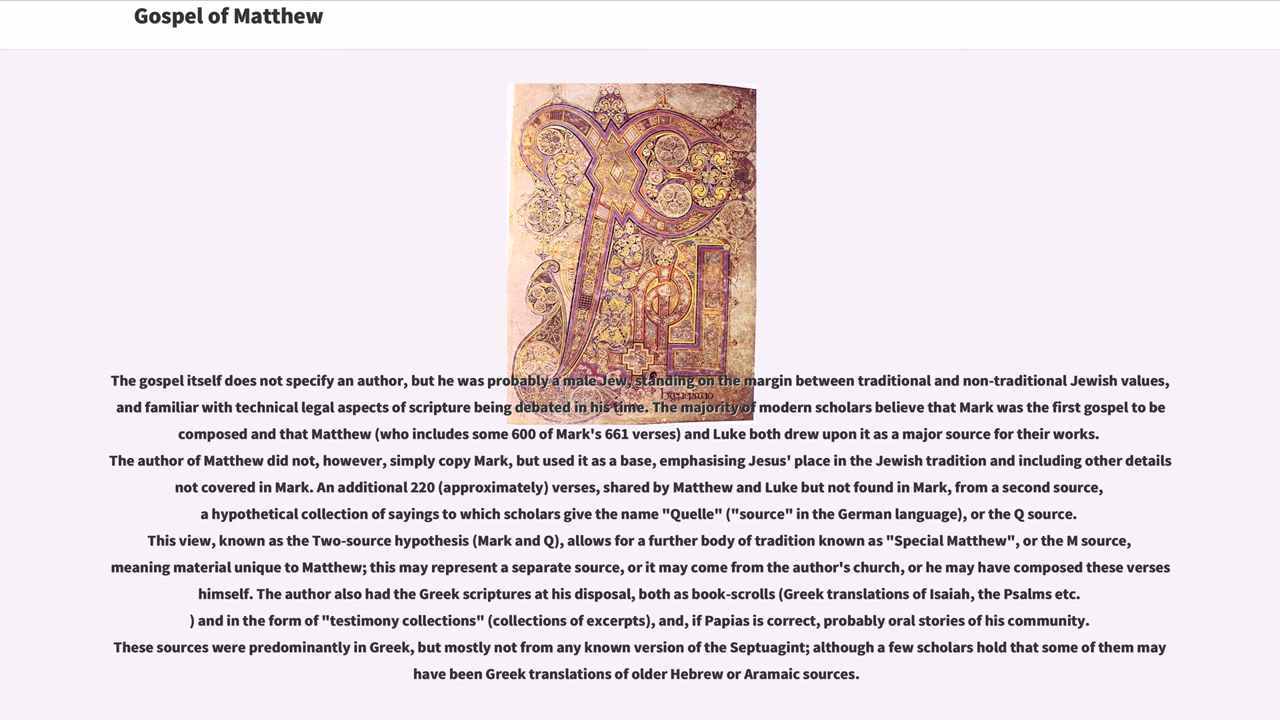 Gospel of Matthew
The gospel itself does not specify an author, but he was probably a male Jew, standing on the margin between traditional and non-traditional Jewish values,
and familiar with technical legal aspects of scripture being debated in his time. The majority of modern scholars believe that Mark was the first gospel to be
composed and that Matthew (who includes some 600 of Mark's 661 verses) and Luke both drew upon it as a major source for their works.
The author of Matthew did not, however, simply copy Mark, but used it as a base, emphasising Jesus' place in the Jewish tradition and including other details
not covered in Mark. An additional 220 (approximately) verses, shared by Matthew and Luke but not found in Mark, from a second source,
a hypothetical collection of sayings to which scholars give the name "Quelle" ("source" in the German language), or the Q source.
This view, known as the Two-source hypothesis (Mark and Q), allows for a further body of tradition known as "Special Matthew", or the M source,
meaning material unique to Matthew; this may represent a separate source, or it may come from the author's church, or he may have composed these verses
himself. The author also had the Greek scriptures at his disposal, both as book-scrolls (Greek translations of Isaiah, the Psalms etc.
) and in the form of "testimony collections" (collections of excerpts), and, if Papias is correct, probably oral stories of his community.
These sources were predominantly in Greek, but mostly not from any known version of the Septuagint; although a few scholars hold that some of them may
have been Greek translations of older Hebrew or Aramaic sources.